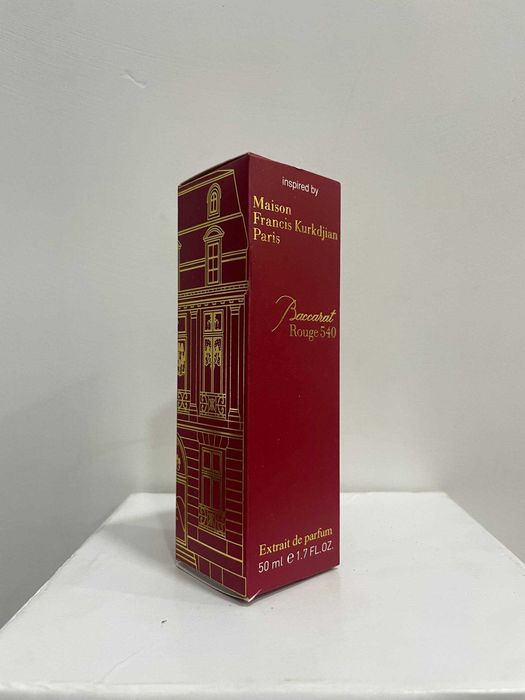 inspired by
Maison
Francis Kurkdjian
Paris
Baccarat
Rouge 540
Extrait de parfum
50 ml ℮ 1.7 FL.OZ.